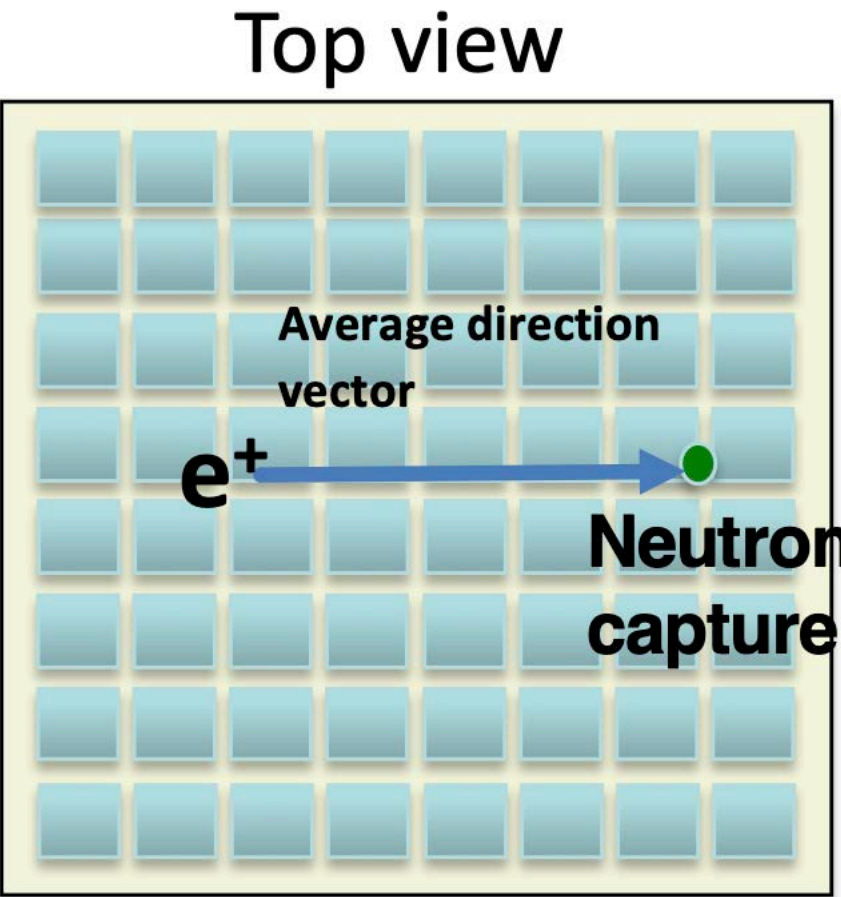 Top view
Average direction
vector
e⁺
Neutron
capture